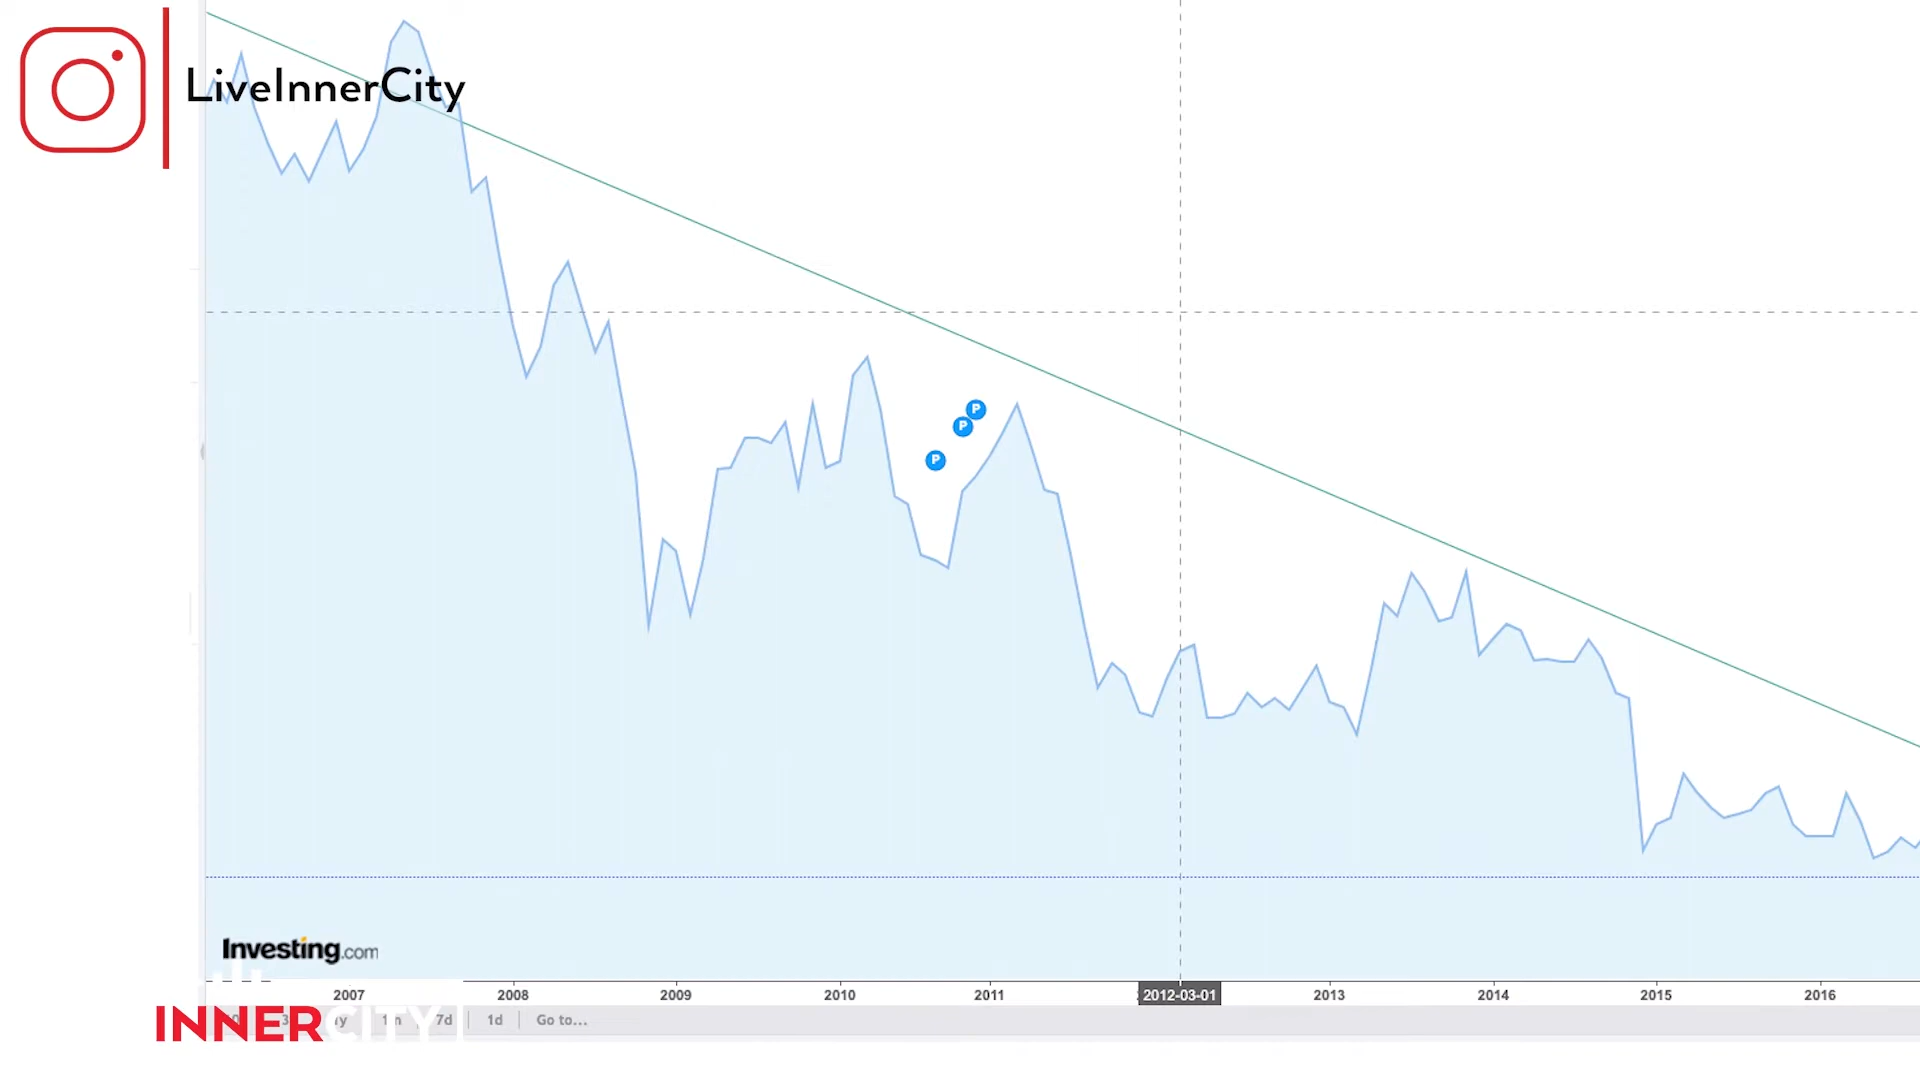 LiveInnerCity
P
P
P
Investing.com
2007 2008 2009 2010 2011 2012-03-01 2013 2014 2015 2016
7d 1d Go to...
INNERCITY